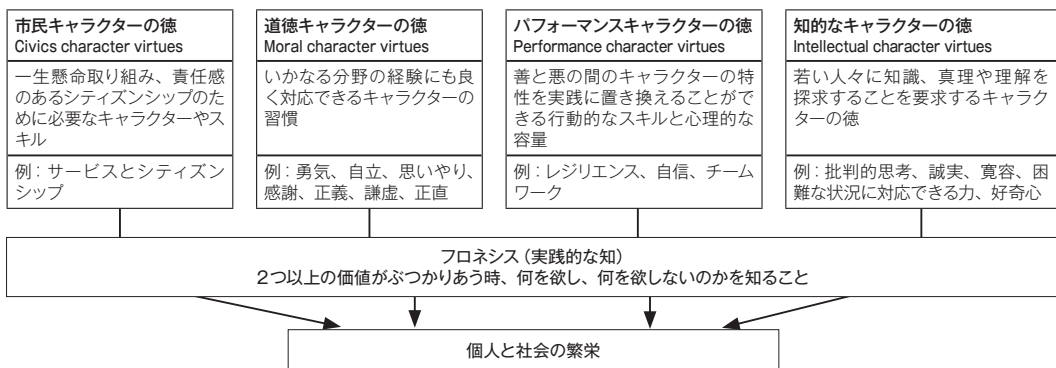 市民キャラクターの徳
Civics character virtues
一生懸命取り組み、責任感
のあるシティズンシップのた
めに必要なキャラクターやス
キル
例：サービスとシティズン
シップ
道徳キャラクターの徳
Moral character virtues
いかなる分野の経験にも良
く対応できるキャラクターの
習慣
例：勇気、自立、思いやり、
感謝、正義、謙虚、正直
パフォーマンスキャラクターの徳
Performance character virtues
善と悪の間のキャラクターの特
性を実践に置き換えることがで
きる行動的なスキルと心理的な
容量
例：レジリエンス、自信、チーム
ワーク
知的なキャラクターの徳
Intellectual character virtues
若い人々に知識、真理や理解を
探求することを要求するキャラク
ターの徳
例：批判的思考、誠実、寛容、困
難な状況に対応できる力、好奇心
フロネシス（実践的な知）
２つ以上の価値がぶつかりあう時、何を欲し、何を欲しないのかを知ること
個人と社会の繁栄